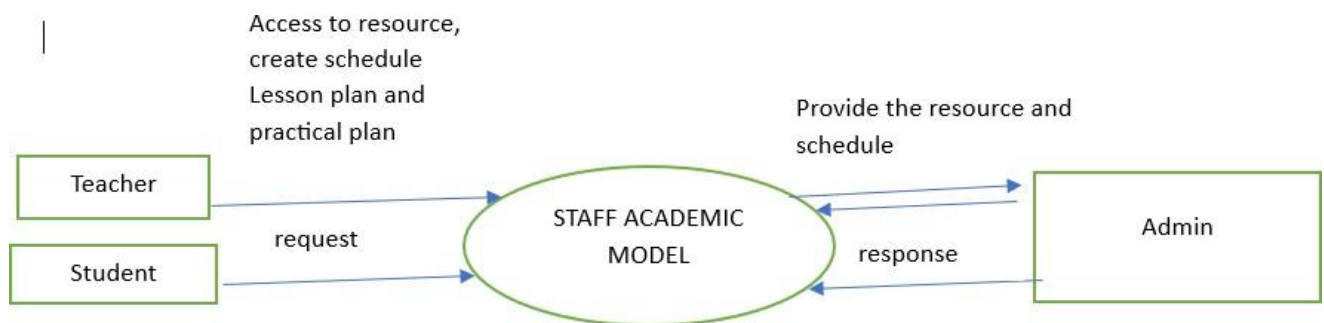 Access to resource,
create schedule
Lesson plan and
practical plan
Provide the resource and
schedule
Teacher
STAFF ACADEMIC
MODEL
Admin
request
response
Student